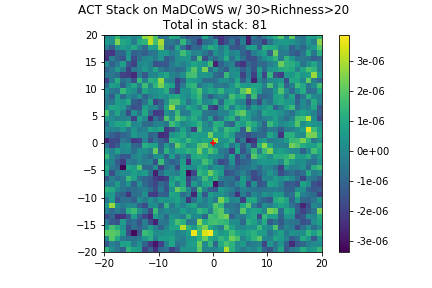 ACT Stack on MaDCoWS w/ 30>Richness>20
Total in stack: 81
20
15
10
5
0
−5
−10
−15
−20
−20
−10
0
10
20
3e-06
2e-06
1e-06
0e+00
-1e-06
-2e-06
-3e-06